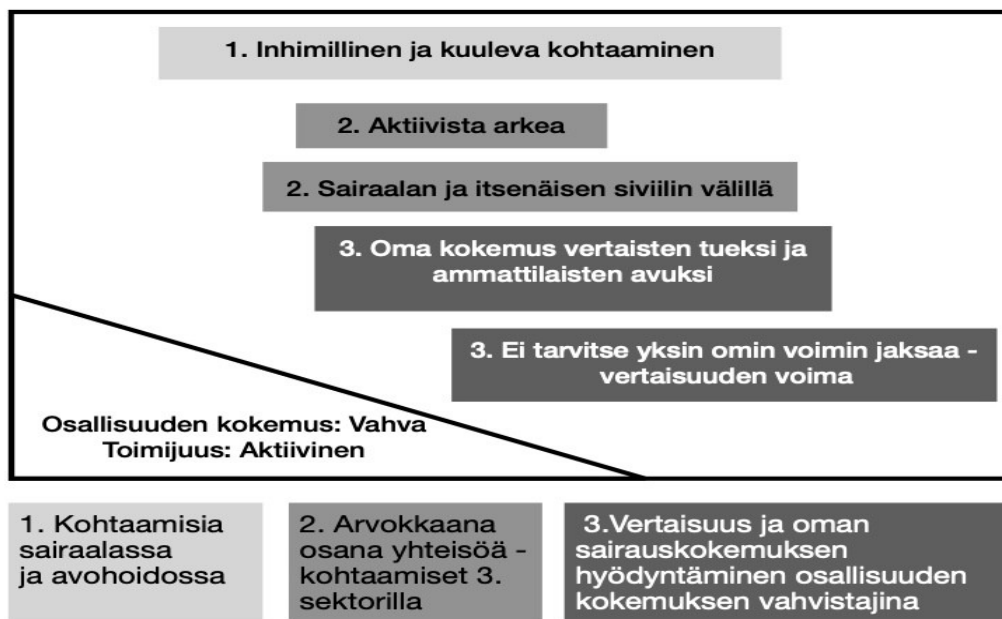 1. Inhimillinen ja kuuleva kohtaaminen
2. Aktiivista arkea
2. Sairaalan ja itsenäisen siviilin välillä
3. Oma kokemus vertaisten tueksi ja
ammattilaisten avuksi
3. Ei tarvitse yksin omin voimin jaksaa -
vertaisuuden voima
Osallisuuden kokemus: Vahva
Toimijuus: Aktiivinen
1. Kohtaamisia
sairaalassa
ja avohoidossa
2. Arvokkaana
osana yhteisöä -
kohtaamiset 3.
sektorilla
3.Vertaisuus ja oman
sairauskokemuksen
hyödyntäminen osallisuuden
kokemuksen vahvistajina